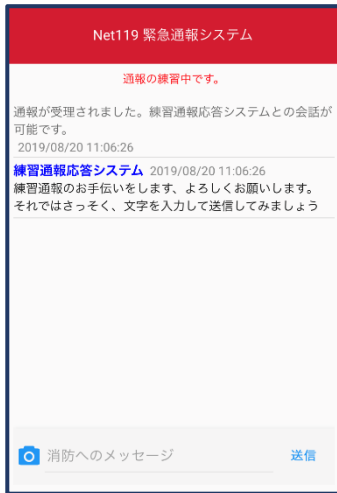 Net119 緊急通報システム
通報の練習中です。
通報が受理されました。練習通報応答システムとの会話が
可能です。
2019/08/20 11:06:26
練習通報応答システム 2019/08/20 11:06:26
練習通報のお手伝いをします、よろしくお願いします。
それではさっそく、文字を入力して送信してみましょう
消防へのメッセージ 送信